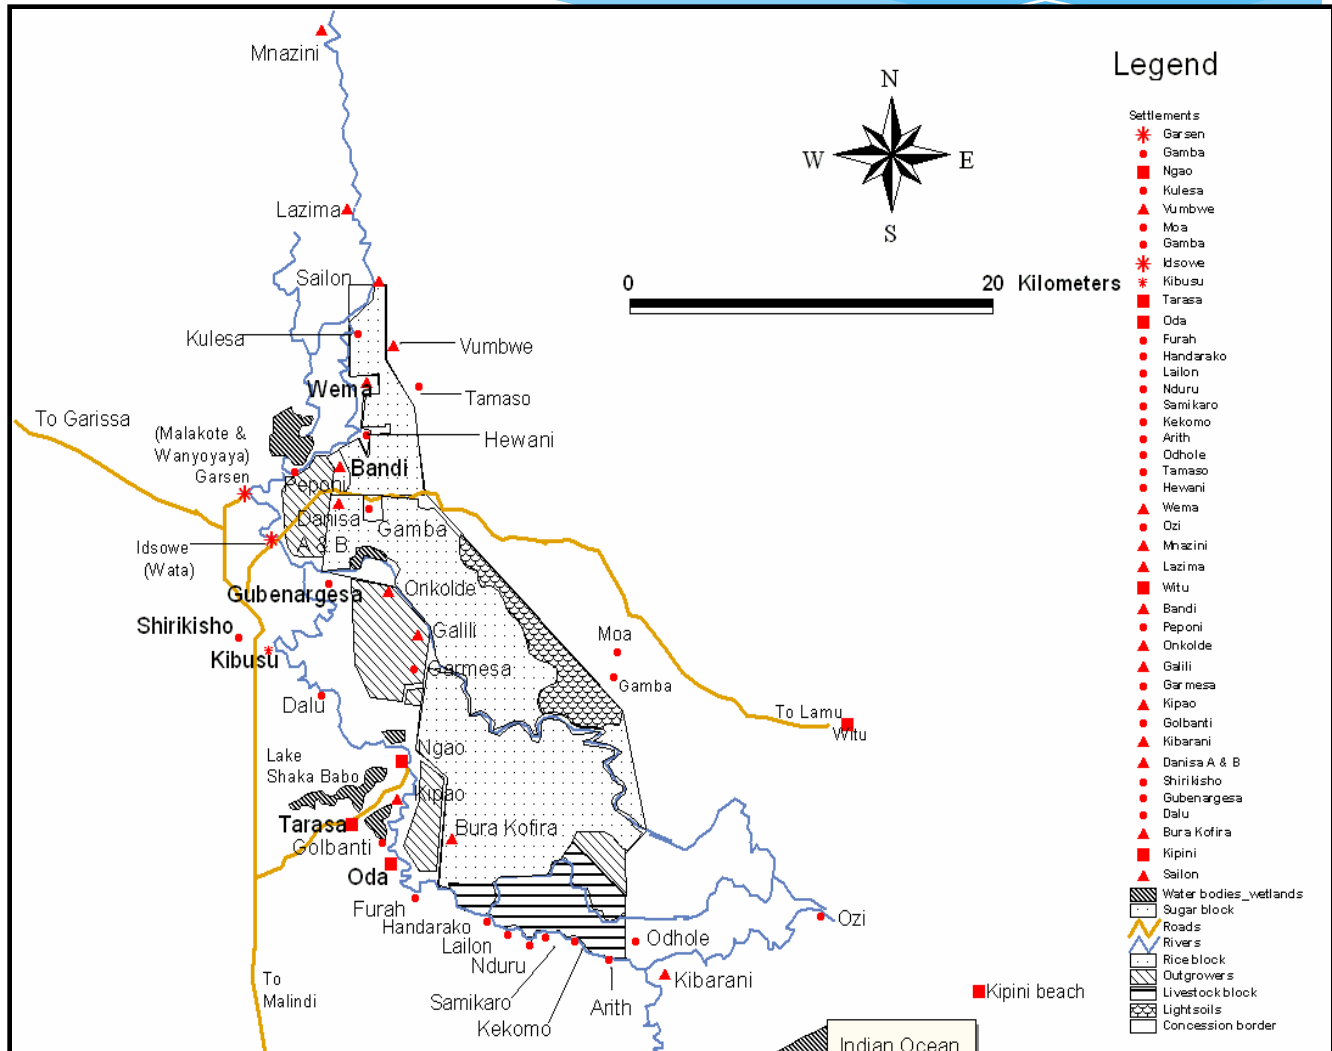 Mnazini
Legend
N
W
E
S
Lazima
Sailon
0
20 Kilometers
Kulesa
Vumbwe
Wema
Tamaso
To Garissa
(Malakote &
Wanyoyaya)
Garsen
Hewani
Bandi
Peponi
Danisa
A & B
Gamba
Idsowe
(Wata)
Gubenargesa
Onkolde
Shirikisho
Kibusu
Galili
Garmesa
Moa
Gamba
Dalu
To Lamu
Witu
Ngao
Lake
Shaka Babo
Kipao
Tarasa
Golbanti
Bura Kofira
Oda
Furah
Handarako
Lailon
Nduru
Samikaro
Kekomo
Arith
Odhole
Ozi
Kibarani
Kipini beach
To
Malindi
Indian Ocean
Settlements
Garsen
Gamba
Ngao
Kulesa
Vumbwe
Moa
Gamba
Idsowe
Kibusu
Tarasa
Oda
Furah
Handarako
Lailon
Nduru
Samikaro
Kekomo
Arith
Odhole
Tamaso
Hewani
Wema
Ozi
Mnazini
Lazima
Witu
Bandi
Peponi
Onkolde
Galili
Garmesa
Kipao
Golbanti
Kibarani
Danisa A & B
Shirikisho
Gubenargesa
Dalu
Bura Kofira
Kipini
Sailon
Water bodies_wetlands
Sugar block
Roads
Rivers
Rice block
Outgrowers
Livestock block
Lightsoils
Concession border